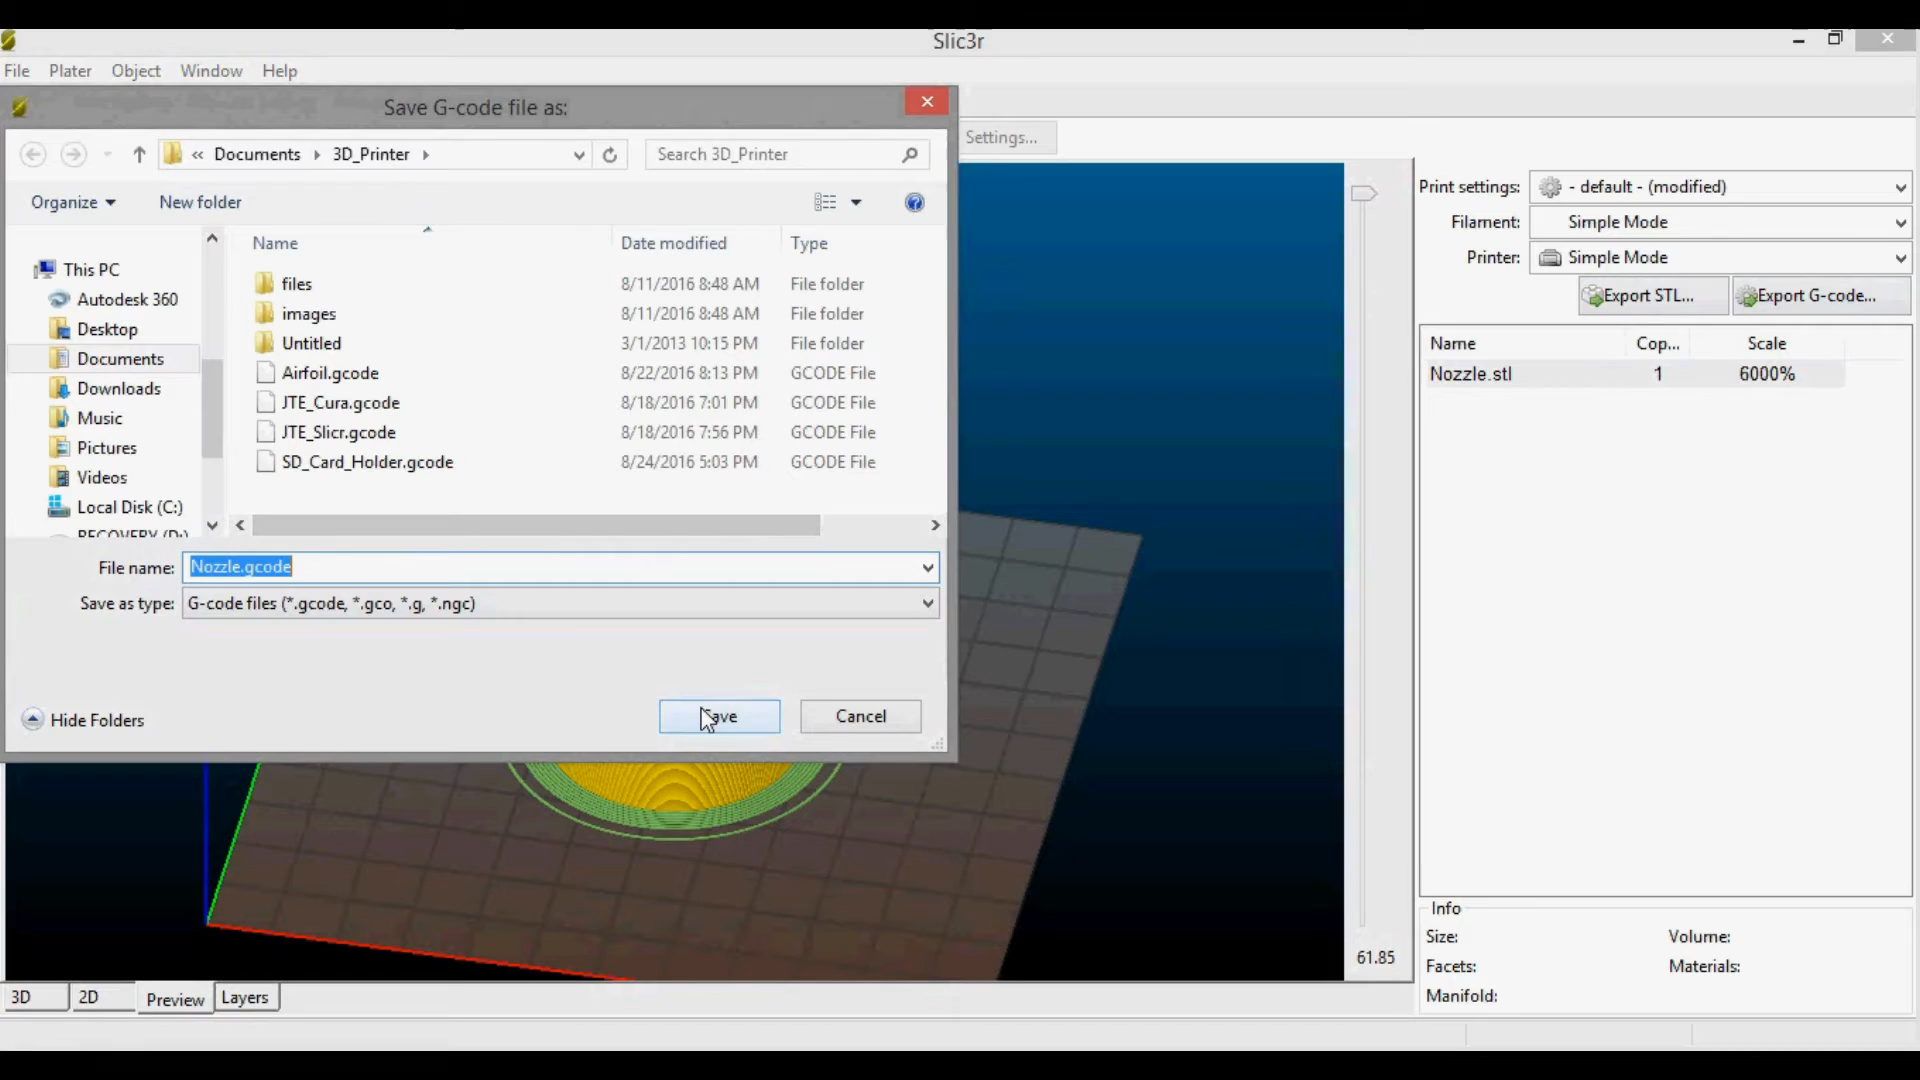 Slic3r
File Plater Object Window Help
Save G-code file as:
« Documents 3D_Printer
Search 3D_Printer
Settings...
Organize New folder
Name Date modified Type
This PC
Autodesk 360
Desktop
Documents
Downloads
Music
Pictures
Videos
Local Disk (C:)
RECOVERY (D:)
files 8/11/2016 8:48 AM File folder
images 8/11/2016 8:48 AM File folder
Untitled 3/1/2013 10:15 PM File folder
Airfoil.gcode 8/22/2016 8:13 PM GCODE File
JTE_Cura.gcode 8/18/2016 7:01 PM GCODE File
JTE_Slicr.gcode 8/18/2016 7:56 PM GCODE File
SD_Card_Holder.gcode 8/24/2016 5:03 PM GCODE File
File name: Nozzle.gcode
Save as type: G-code files (*.gcode, *.gco, *.g, *.ngc)
Hide Folders
Save Cancel
Print settings: - default - (modified)
Filament: Simple Mode
Printer: Simple Mode
Export STL... Export G-code...
Name Cop... Scale
Nozzle.stl 1 6000%
61.85
Info
Size: Volume:
Facets: Materials:
Manifold:
3D 2D Preview Layers